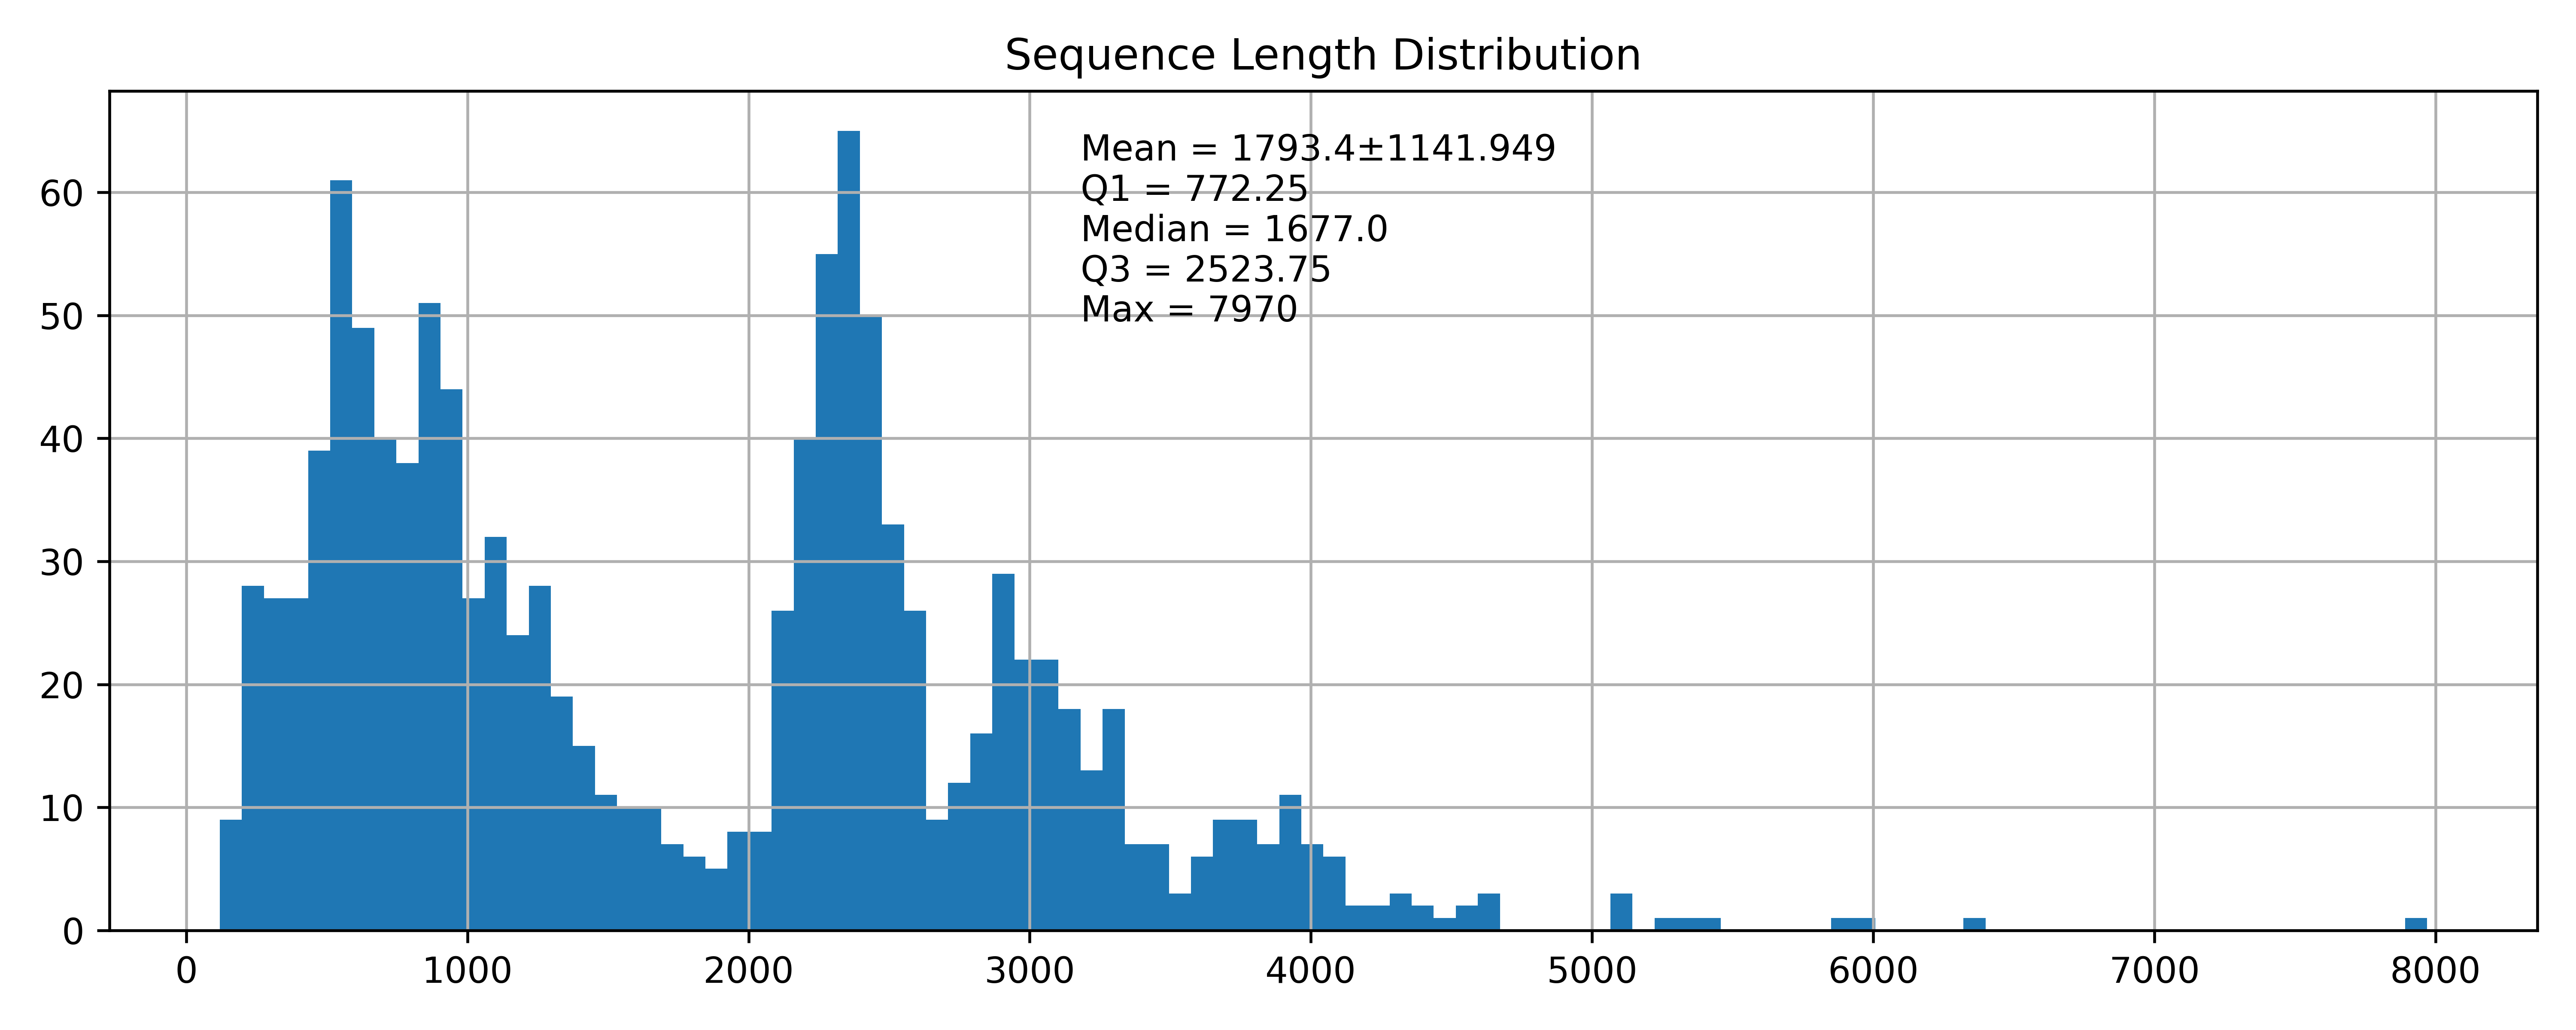 Sequence Length Distribution
Mean = 1793.4±1141.949
Q1 = 772.25
Median = 1677.0
Q3 = 2523.75
Max = 7970
60
50
40
30
20
10
0
0 1000 2000 3000 4000 5000 6000 7000 8000